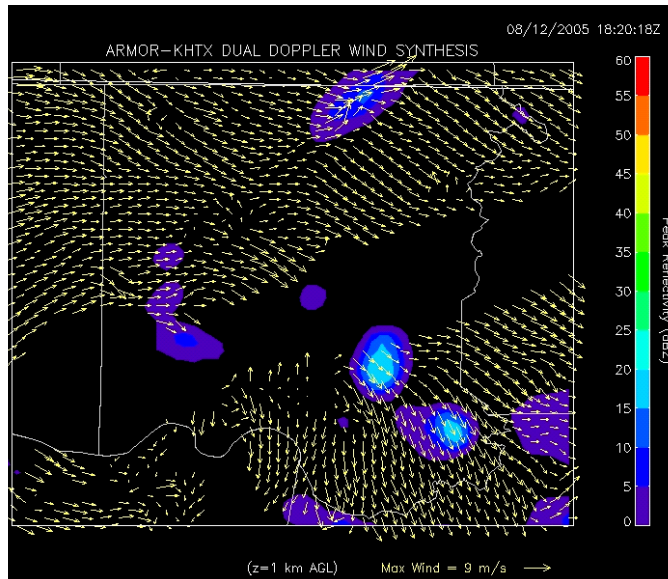 08/12/2005 18:20:18Z
ARMOR-KHTX DUAL DOPPLER WIND SYNTHESIS
60
55
50
45
40
35
30
25
20
15
10
5
0
Peak Reflectivity (dBZ)
(z=1 km AGL)
Max Wind = 9 m/s